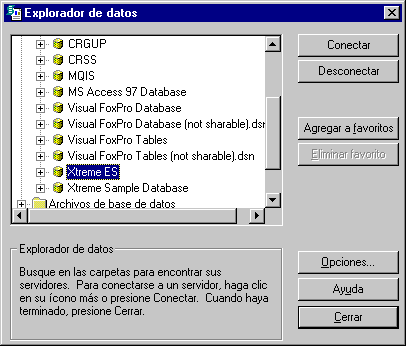 Explorador de datos
CRGUP
CRSS
MQIS
MS Access 97 Database
Visual FoxPro Database
Visual FoxPro Database (not sharable).dsn
Visual FoxPro Tables
Visual FoxPro Tables (not sharable).dsn
Xtreme ES
Xtreme Sample Database
Archivos de base de datos
Conectar
Desconectar
Agregar a favoritos
Eliminar favorito
Explorador de datos
Busque en las carpetas para encontrar sus
servidores. Para conectarse a un servidor, haga clic
en su ícono más o presione Conectar. Cuando haya
terminado, presione Cerrar.
Opciones...
Ayuda
Cerrar